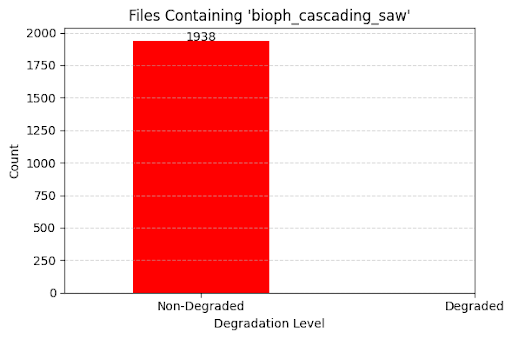 Files Containing 'bioph_cascading_saw'
2000
1938
1750
1500
1250
1000
750
500
250
0
Count
Non-Degraded
Degraded
Degradation Level